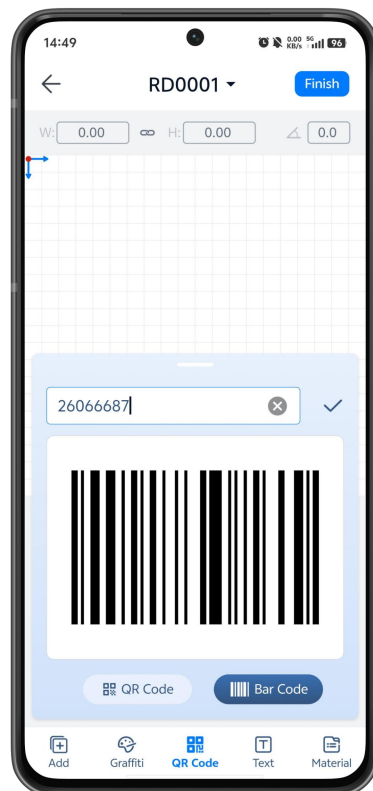 14:49
0.00 KB/s 5G 96
RD0001
Finish
W: 0.00 H: 0.00 0.0
26066687
QR Code Bar Code
Add Graffiti QR Code Text Material